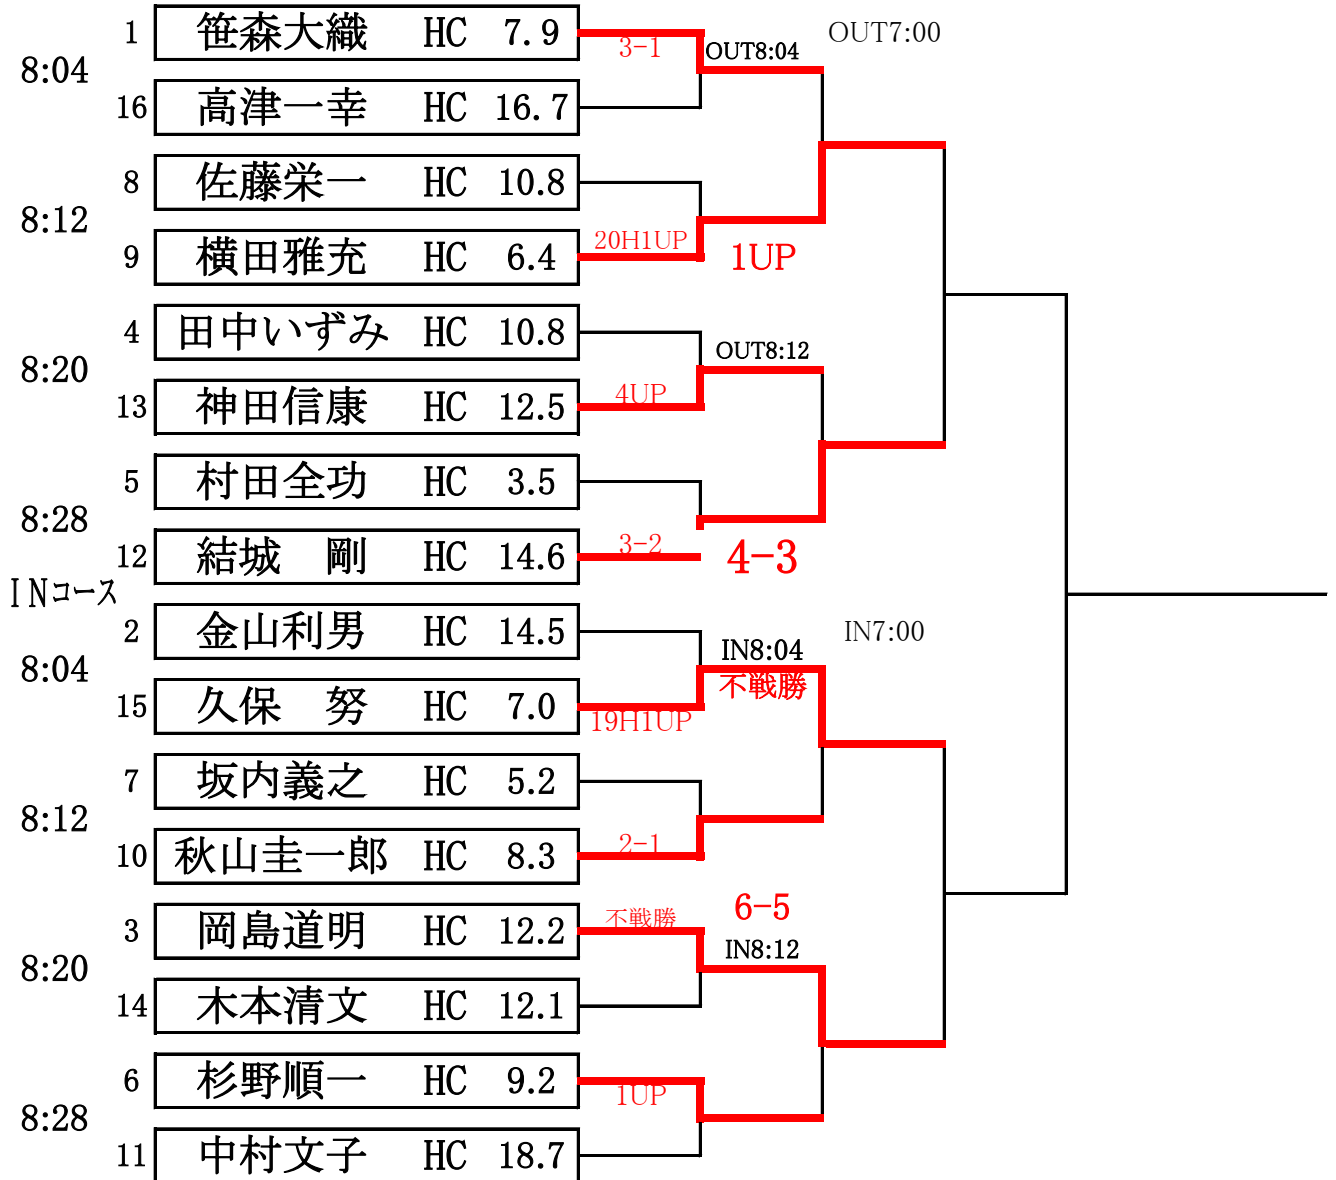 1 笹森大織 HC 7.9
3-1
OUT8:04
OUT7:00
8:04
16 高津一幸 HC 16.7
8 佐藤栄一 HC 10.8
8:12
20H1UP
1UP
9 横田雅充 HC 6.4
4 田中いずみ HC 10.8
OUT8:12
8:20
4UP
13 神田信康 HC 12.5
5 村田全功 HC 3.5
8:28
3-2
4-3
12 結城　剛 HC 14.6
INコース
2 金山利男 HC 14.5
IN8:04
IN7:00
8:04
不戦勝
15 久保　努 HC 7.0
19H1UP
7 坂内義之 HC 5.2
8:12
2-1
10 秋山圭一郎 HC 8.3
6-5
不戦勝
3 岡島道明 HC 12.2
IN8:12
8:20
14 木本清文 HC 12.1
6 杉野順一 HC 9.2
1UP
8:28
11 中村文子 HC 18.7